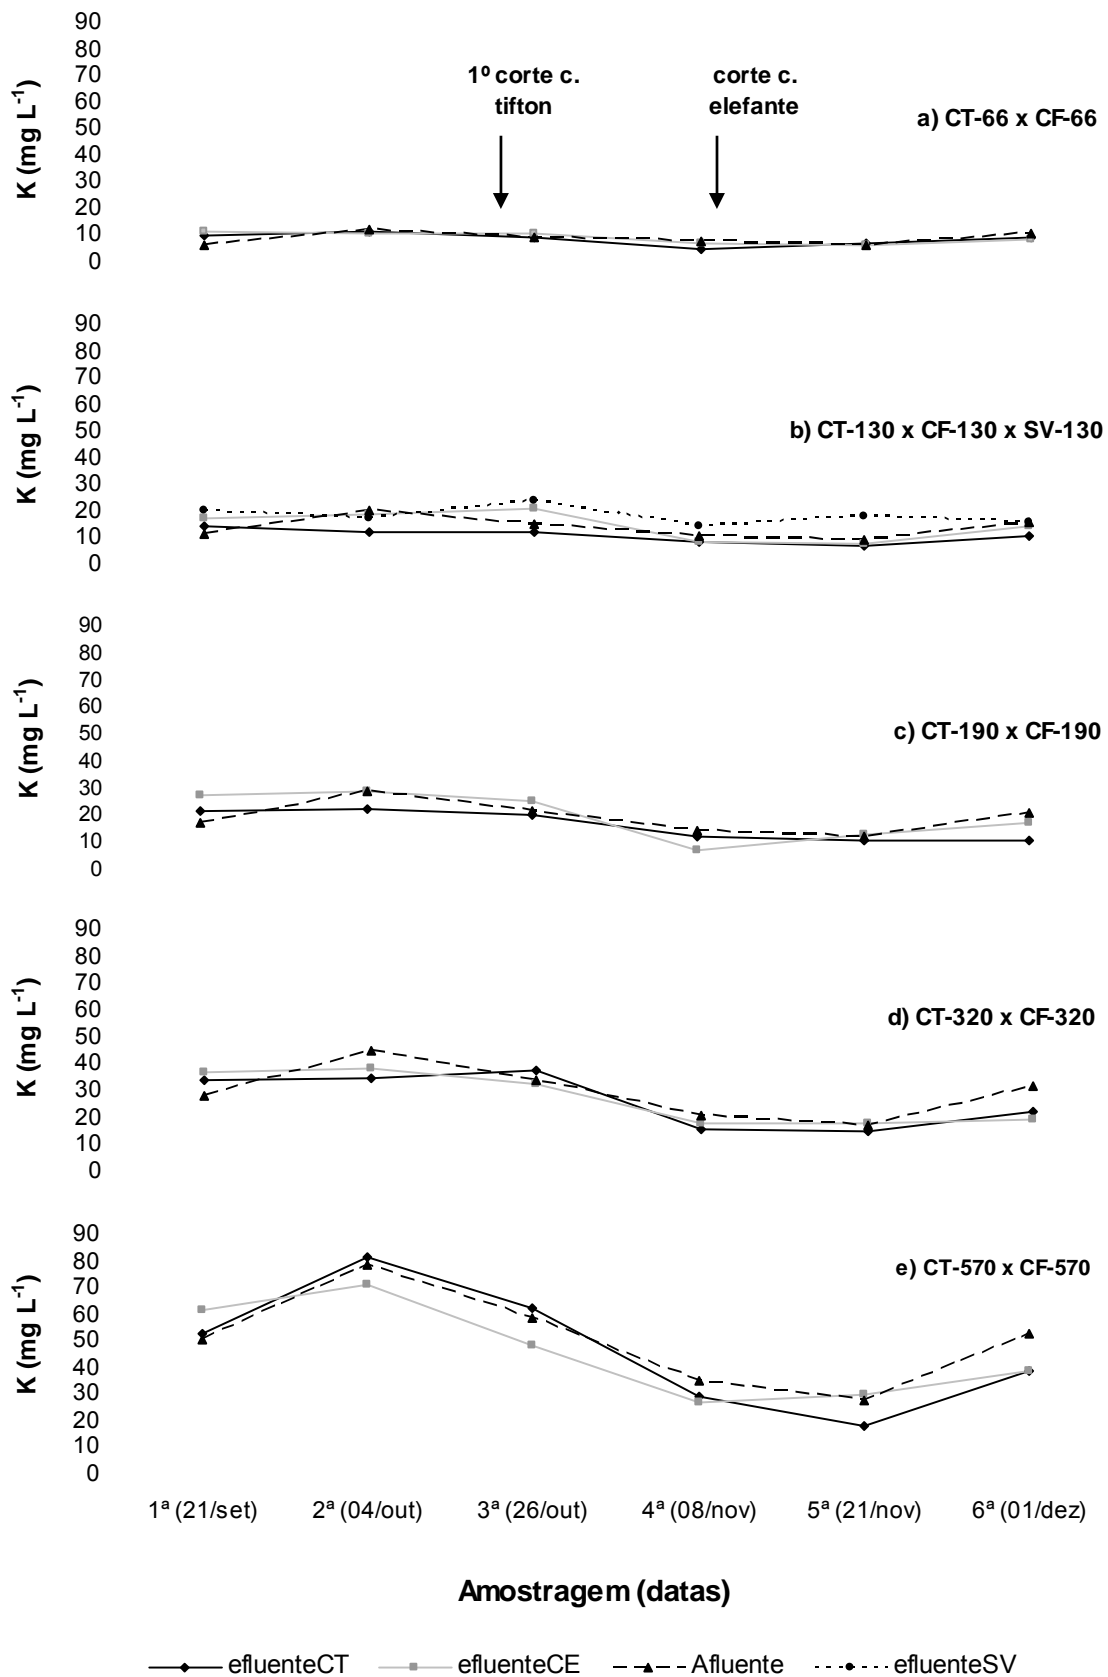 90
80
70
60
50
40
30
20
10
0
K (mg L⁻¹)
1º corte c.
tifton
corte c.
elefante
a) CT-66 x CF-66
90
80
70
60
50
40
30
20
10
0
K (mg L⁻¹)
b) CT-130 x CF-130 x SV-130
90
80
70
60
50
40
30
20
10
0
K (mg L⁻¹)
c) CT-190 x CF-190
90
80
70
60
50
40
30
20
10
0
K (mg L⁻¹)
d) CT-320 x CF-320
90
80
70
60
50
40
30
20
10
0
K (mg L⁻¹)
e) CT-570 x CF-570
1ª (21/set) 2ª (04/out) 3ª (26/out) 4ª (08/nov) 5ª (21/nov) 6ª (01/dez)
Amostragem (datas)
efluenteCT efluenteCE Afluente efluenteSV